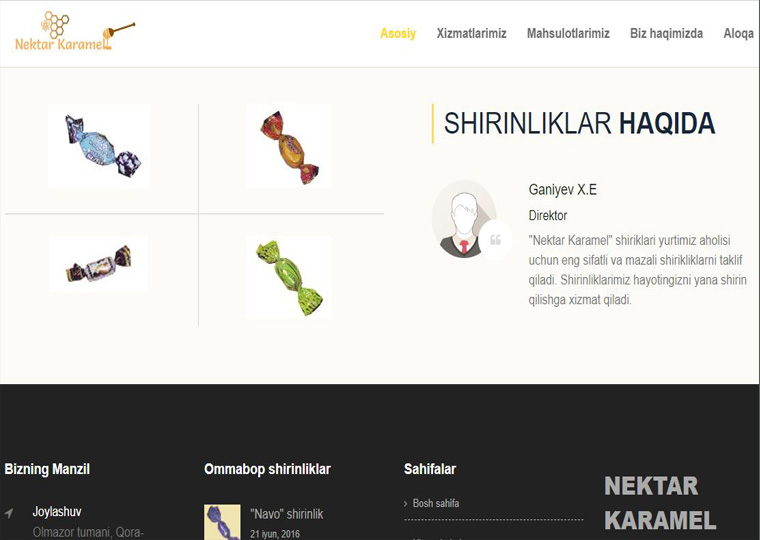 Nektar Karamel
Asosiy Xizmatlarimiz Mahsulotlarimiz Biz haqimizda Aloqa
SHIRINLIKLAR HAQIDA
Ganiyev X.E
Direktor
"Nektar Karamel" shiriklari yurtimiz aholisi
uchun eng sifatli va mazali shirikliklarni taklif
qiladi. Shirinliklarimiz hayotingizni yana shirin
qilishga xizmat qiladi.
Bizning Manzil
Joylashuv
Olmazor tumani, Qora-
Ommabop shirinliklar
"Navo" shirinlik
21 iyun, 2016
Sahifalar
Bosh sahifa
NEKTAR
KARAMEL